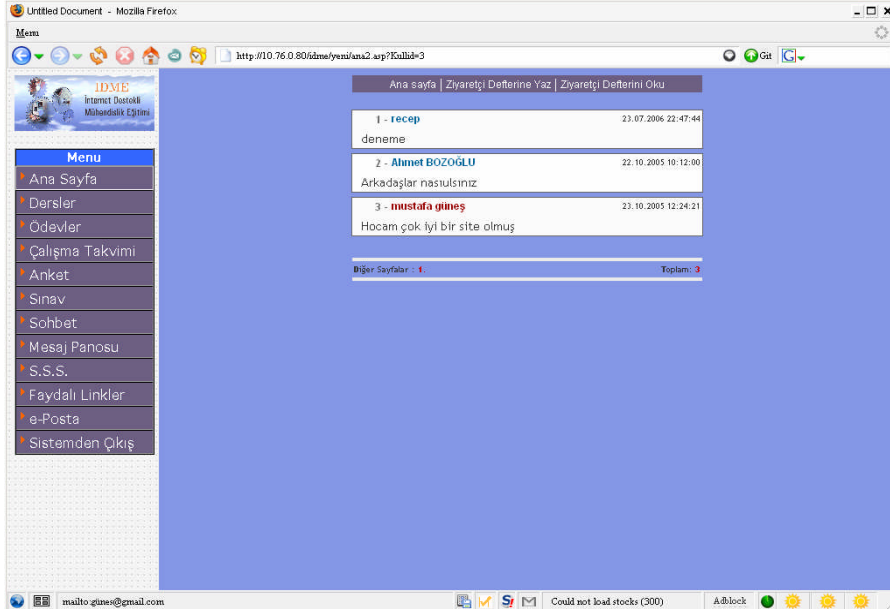 Untitled Document - Mozilla Firefox
Menu
http://10.76.0.80/idme/yeni/ana2.asp?Kullid=3
Git
G
IDME
İnternet Destekli
Mühendislik Eğitimi
Menu
Ana Sayfa
Dersler
Ödevler
Çalışma Takvimi
Anket
Sınav
Sohbet
Mesaj Panosu
S.S.S.
Faydalı Linkler
e-Posta
Sistemden Çıkış
Ana sayfa | Ziyaretçi Defterine Yaz | Ziyaretçi Defterini Oku
1 - recep 23.07.2006 22:47:44
deneme
2 - Ahmet BOZOĞLU 22.10.2005 10:12:00
Arkadaşlar nasıulsınız
3 - mustafa güneş 23.10.2005 12:24:21
Hocam çok iyi bir site olmuş
Diğer Sayfalar : 1. Toplam: 3
mailto:günes@gmail.com
Could not load stocks (300)
Adblock